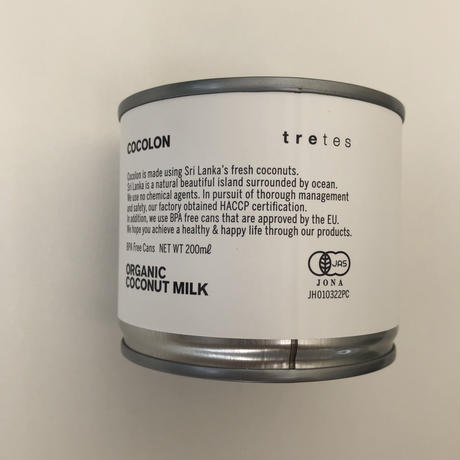 COCOLON
tretes
Cocolon is made using Sri Lanka's fresh coconuts.
Sri Lanka is a natural beautiful island surrounded by ocean.
We use no chemical agents. In pursuit of thorough management
and safety, our factory obtained HACCP certification.
In addition, we use BPA free cans that are approved by the EU.
We hope you achieve a healthy & happy life through our products.
BPA Free Cans NET WT 200mℓ
ORGANIC
COCONUT MILK
JAS
JONA
JH010322PC